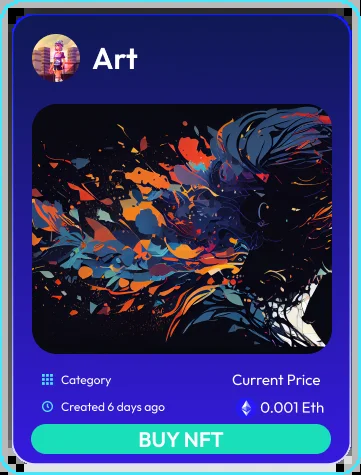 Art
Category
Current Price
Created 6 days ago
0.001 Eth
BUY NFT